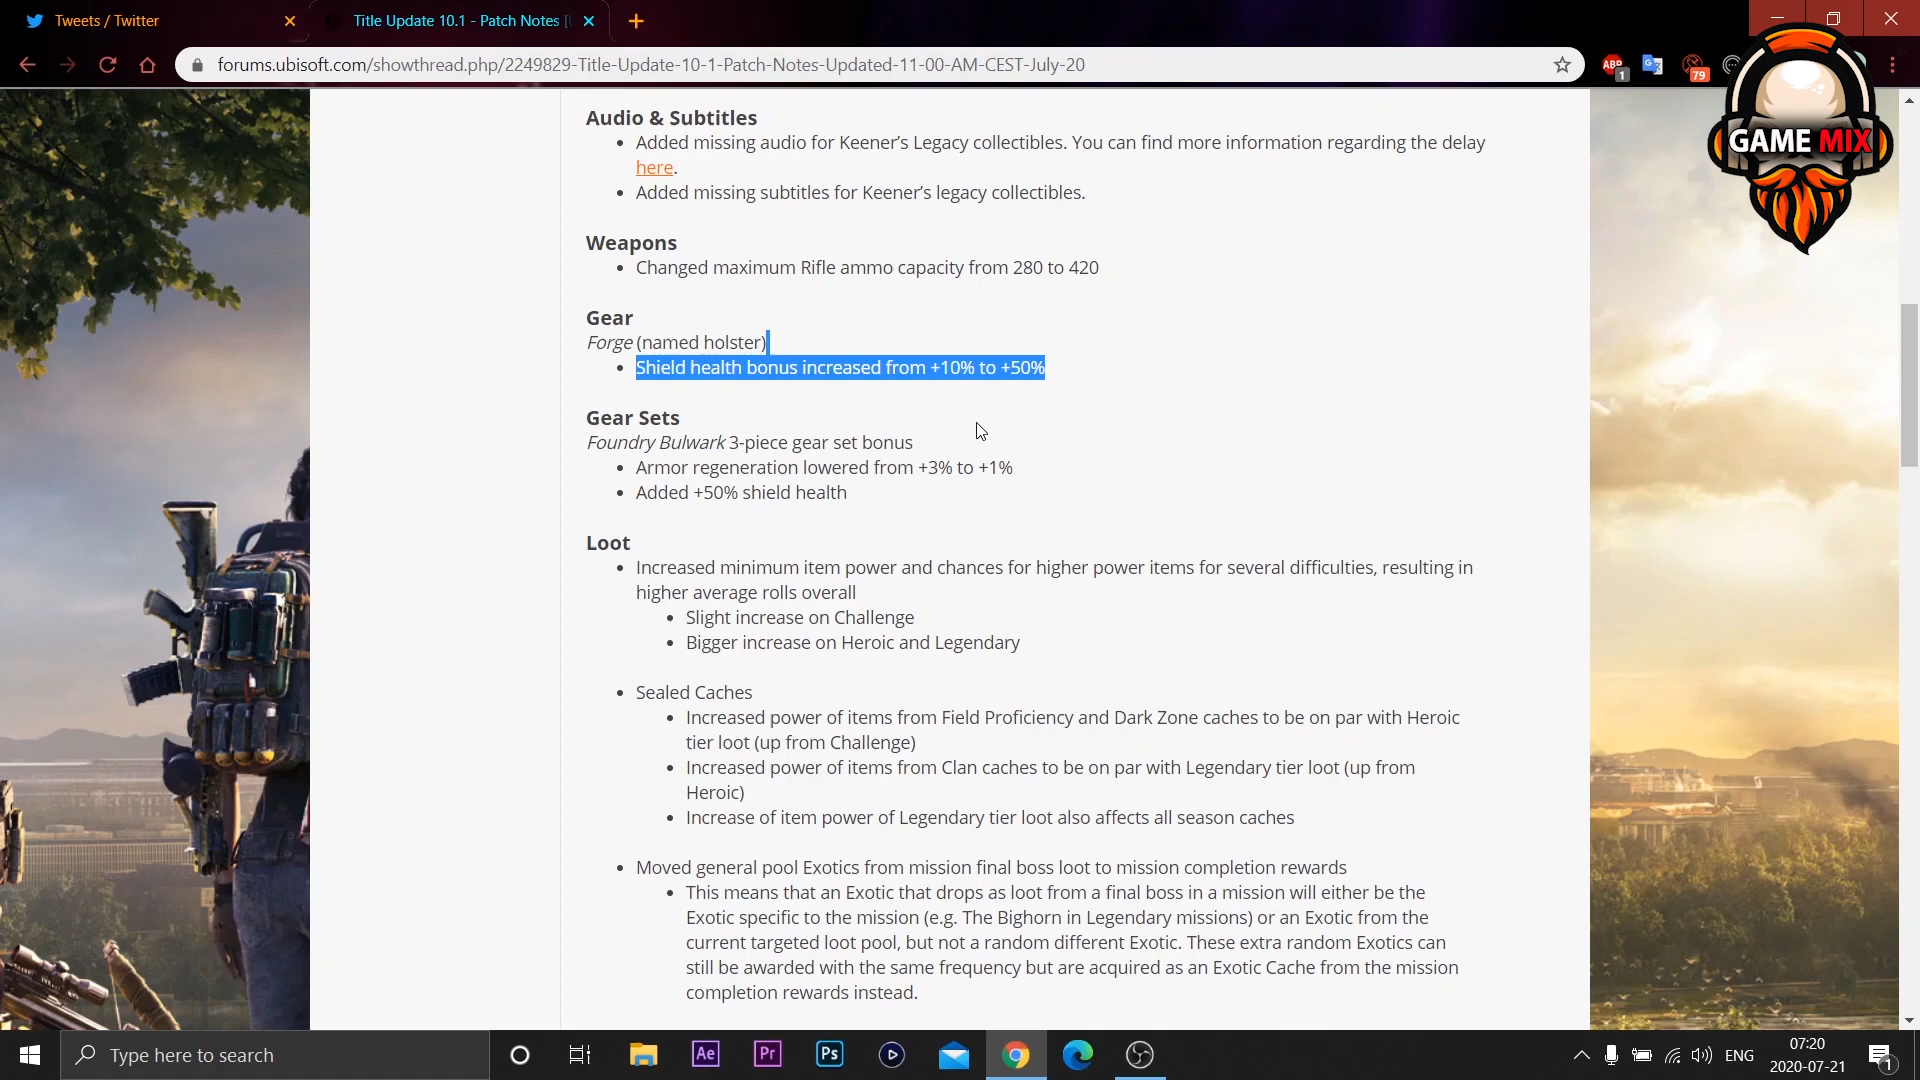 Tweets / Twitter
Title Update 10.1 - Patch Notes [
forums.ubisoft.com/showthread.php/2249829-Title-Update-10-1-Patch-Notes-Updated-11-00-AM-CEST-July-20
ABP
1
79
GAME MIX
Audio & Subtitles
Added missing audio for Keener’s Legacy collectibles. You can find more information regarding the delay
here.
Added missing subtitles for Keener’s legacy collectibles.
Weapons
Changed maximum Rifle ammo capacity from 280 to 420
Gear
Forge (named holster)
Shield health bonus increased from +10% to +50%
Gear Sets
Foundry Bulwark 3-piece gear set bonus
Armor regeneration lowered from +3% to +1%
Added +50% shield health
Loot
Increased minimum item power and chances for higher power items for several difficulties, resulting in
higher average rolls overall
Slight increase on Challenge
Bigger increase on Heroic and Legendary
Sealed Caches
Increased power of items from Field Proficiency and Dark Zone caches to be on par with Heroic
tier loot (up from Challenge)
Increased power of items from Clan caches to be on par with Legendary tier loot (up from
Heroic)
Increase of item power of Legendary tier loot also affects all season caches
Moved general pool Exotics from mission final boss loot to mission completion rewards
This means that an Exotic that drops as loot from a final boss in a mission will either be the
Exotic specific to the mission (e.g. The Bighorn in Legendary missions) or an Exotic from the
current targeted loot pool, but not a random different Exotic. These extra random Exotics can
still be awarded with the same frequency but are acquired as an Exotic Cache from the mission
completion rewards instead.
Type here to search
Ae
Pr
Ps
ENG
07:20
2020-07-21
1